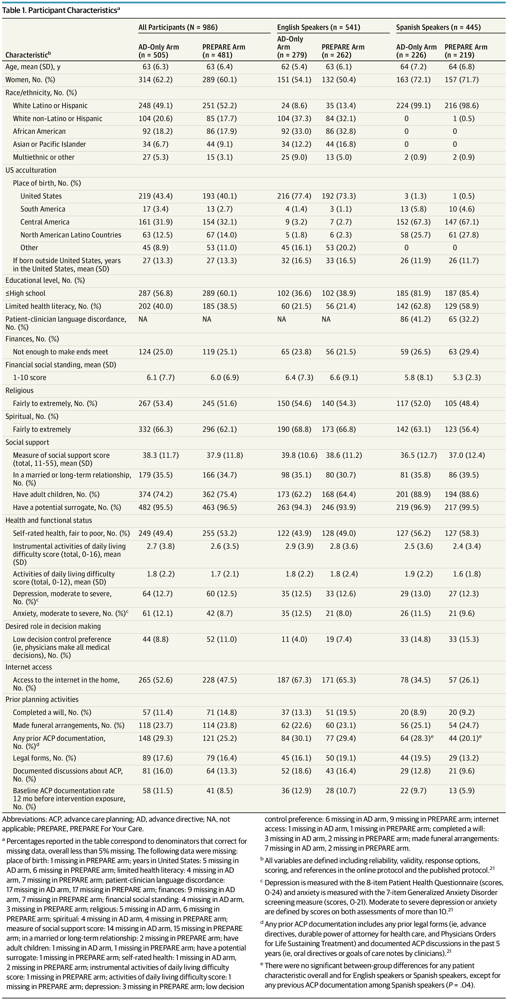 Table 1. Participant Characteristicsa
All Participants (N = 986) English Speakers (n = 541) Spanish Speakers (n = 445)
Characteristicb AD-Only Arm (n = 505) PREPARE Arm (n = 481) AD-Only Arm (n = 279) PREPARE Arm (n = 262) AD-Only Arm (n = 226) PREPARE Arm (n = 219)
Age, mean (SD), y 63 (6.3) 63 (6.4) 62 (5.4) 63 (6.1) 64 (7.2) 64 (6.8)
Women, No. (%) 314 (62.2) 289 (60.1) 151 (54.1) 132 (50.4) 163 (72.1) 157 (71.7)
Race/ethnicity, No. (%)
White Latino or Hispanic 248 (49.1) 251 (52.2) 24 (8.6) 35 (13.4) 224 (99.1) 216 (98.6)
White non-Latino or Hispanic 104 (20.6) 85 (17.7) 104 (37.3) 84 (32.1) 0 1 (0.5)
African American 92 (18.2) 86 (17.9) 92 (33.0) 86 (32.8) 0 0
Asian or Pacific Islander 34 (6.7) 44 (9.1) 34 (12.2) 44 (16.8) 0 0
Multiethnic or other 27 (5.3) 15 (3.1) 25 (9.0) 13 (5.0) 2 (0.9) 2 (0.9)
US acculturation
Place of birth, No. (%)
United States 219 (43.4) 193 (40.1) 216 (77.4) 192 (73.3) 3 (1.3) 1 (0.5)
South America 17 (3.4) 13 (2.7) 4 (1.4) 3 (1.1) 13 (5.8) 10 (4.6)
Central America 161 (31.9) 154 (32.1) 9 (3.2) 7 (2.7) 152 (67.3) 147 (67.1)
North American Latino Countries 63 (12.5) 67 (14.0) 5 (1.8) 6 (2.3) 58 (25.7) 61 (27.8)
Other 45 (8.9) 53 (11.0) 45 (16.1) 53 (20.2) 0 0
If born outside United States, years 27 (13.3) 27 (13.3) 32 (16.5) 33 (16.5) 26 (11.9) 26 (11.7)
in the United States, mean (SD)
Educational level, No. (%)
≤High school 287 (56.8) 289 (60.1) 102 (36.6) 102 (38.9) 185 (81.9) 187 (85.4)
Limited health literacy, No. (%) 202 (40.0) 185 (38.5) 60 (21.5) 56 (21.4) 142 (62.8) 129 (58.9)
Patient-clinician language discordance, NA NA NA NA 86 (41.2) 65 (32.2)
No. (%)
Finances, No. (%)
Not enough to make ends meet 124 (25.0) 119 (25.1) 65 (23.8) 56 (21.5) 59 (26.5) 63 (29.4)
Financial social standing, mean (SD)
1-10 score 6.1 (7.7) 6.0 (6.9) 6.4 (7.3) 6.6 (9.1) 5.8 (8.1) 5.3 (2.3)
Religious
Fairly to extremely, No. (%) 267 (53.4) 245 (51.6) 150 (54.6) 140 (54.3) 117 (52.0) 105 (48.4)
Spiritual, No. (%)
Fairly to extremely 332 (66.3) 296 (62.1) 190 (68.8) 173 (66.8) 142 (63.1) 123 (56.4)
Social support
Measure of social support score 38.3 (11.7) 37.9 (11.8) 39.8 (10.6) 38.6 (11.2) 36.5 (12.7) 37.0 (12.4)
(total, 11-55), mean (SD)
In a married or long-term relationship, 179 (35.5) 166 (34.7) 98 (35.1) 80 (30.7) 81 (35.8) 86 (39.5)
No. (%)
Have adult children, No. (%) 374 (74.2) 362 (75.4) 173 (62.2) 168 (64.4) 201 (88.9) 194 (88.6)
Have a potential surrogate, No. (%) 482 (95.5) 463 (96.5) 263 (94.3) 246 (93.9) 219 (96.9) 217 (99.5)
Health and functional status
Self-rated health, fair to poor, No. (%) 249 (49.4) 255 (53.2) 122 (43.9) 128 (49.0) 127 (56.2) 127 (58.3)
Instrumental activities of daily living 2.7 (3.8) 2.6 (3.5) 2.9 (3.9) 2.8 (3.6) 2.5 (3.6) 2.4 (3.4)
difficulty score (total, 0-16), mean
(SD)
Activities of daily living difficulty 1.8 (2.2) 1.7 (2.1) 1.8 (2.2) 1.8 (2.4) 1.9 (2.2) 1.6 (1.8)
score (total, 0-12), mean (SD)
Depression, moderate to severe, 64 (12.7) 60 (12.5) 35 (12.5) 33 (12.6) 29 (13.0) 27 (12.3)
No. (%)c
Anxiety, moderate to severe, No. (%)c 61 (12.1) 42 (8.7) 35 (12.5) 21 (8.0) 26 (11.5) 21 (9.6)
Desired role in decision making
Low decision control preference 44 (8.8) 52 (11.0) 11 (4.0) 19 (7.4) 33 (14.8) 33 (15.3)
(ie, physicians make all medical
decisions), No. (%)
Internet access
Access to the internet in the home, 265 (52.6) 228 (47.5) 187 (67.3) 171 (65.3) 78 (34.5) 57 (26.1)
No. (%)
Prior planning activities
Completed a will, No. (%) 57 (11.4) 71 (14.8) 37 (13.3) 51 (19.5) 20 (8.9) 20 (9.2)
Made funeral arrangements, No. (%) 118 (23.7) 114 (23.8) 62 (22.6) 60 (23.1) 56 (25.1) 54 (24.7)
Any prior ACP documentation, 148 (29.3) 121 (25.2) 84 (30.1) 77 (29.4) 64 (28.3)e 44 (20.1)e
No. (%)d
Legal forms, No. (%) 89 (17.6) 79 (16.4) 45 (16.1) 50 (19.1) 44 (19.5) 29 (13.2)
Documented discussions about ACP, 81 (16.0) 64 (13.3) 52 (18.6) 43 (16.4) 29 (12.8) 21 (9.6)
No. (%)
Baseline ACP documentation rate 58 (11.5) 41 (8.5) 36 (12.9) 28 (10.7) 22 (9.7) 13 (5.9)
12 mo before intervention exposure,
No. (%)
Abbreviations: ACP, advance care planning; AD, advance directive; NA, not
applicable; PREPARE, PREPARE For Your Care.
a Percentages reported in the table correspond to denominators that correct for
missing data, overall less than 5% missing. The following data were missing:
place of birth: 1 missing in PREPARE arm; years in United States: 5 missing in
AD arm, 6 missing in PREPARE arm; limited health literacy: 4 missing in AD
arm, 7 missing in PREPARE arm; patient-clinician language discordance:
17 missing in AD arm, 17 missing in PREPARE arm; finances: 9 missing in AD
arm, 7 missing in PREPARE arm; financial social standing: 4 missing in AD arm,
3 missing in PREPARE arm; religious: 5 missing in AD arm, 6 missing in
PREPARE arm; spiritual: 4 missing in AD arm, 4 missing in PREPARE arm;
measure of social support score: 14 missing in AD arm, 15 missing in PREPARE
arm; in a married or long-term relationship: 2 missing in PREPARE arm; have
adult children: 1 missing in AD arm, 1 missing in PREPARE arm; have a potential
surrogate: 1 missing in PREPARE arm; self-rated health: 1 missing in AD arm,
2 missing in PREPARE arm; instrumental activities of daily living difficulty
score: 1 missing in PREPARE arm; activities of daily living difficulty score: 1
missing in PREPARE arm; depression: 3 missing in PREPARE arm; low decision
control preference: 6 missing in AD arm, 9 missing in PREPARE arm; internet
access: 1 missing in AD arm, 1 missing in PREPARE arm; completed a will:
3 missing in AD arm, 2 missing in PREPARE arm; made funeral arrangements:
7 missing in AD arm, 2 missing in PREPARE arm.
b All variables are defined including reliability, validity, response options,
scoring, and references in the online protocol and the published protocol.21
c Depression is measured with the 8-item Patient Health Questionnaire (scores,
0-24) and anxiety is measured with the 7-item Generalized Anxiety Disorder
screening measure (scores, 0-21). Moderate to severe depression or anxiety
are defined by scores on both assessments of more than 10.21
d Any prior ACP documentation includes any prior legal forms (ie, advance
directives, durable power of attorney for health care, and Physicians Orders
for Life Sustaining Treatment) and documented ACP discussions in the past 5
years (ie, oral directives or goals of care notes by clinicians).21
e There were no significant between-group differences for any patient
characteristic overall and for English speakers or Spanish speakers, except for
any previous ACP documentation among Spanish speakers (P = .04).